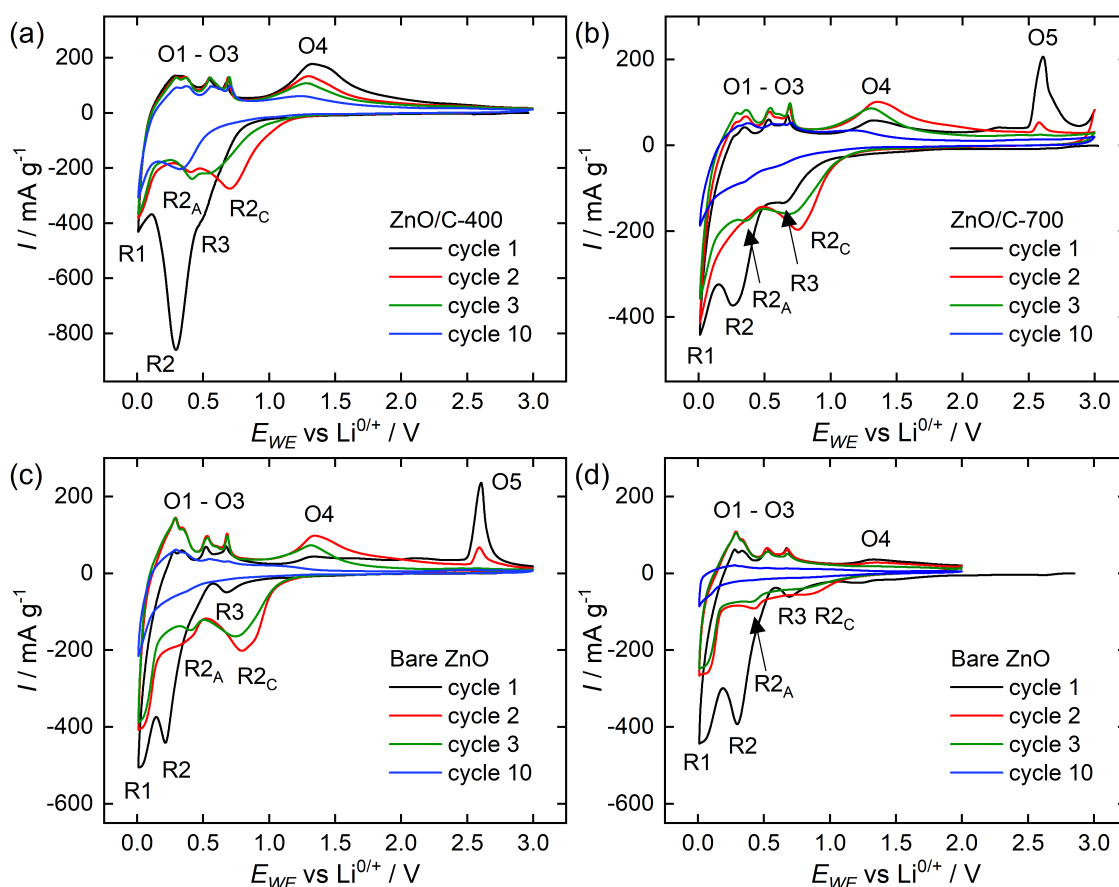 (a)
O1 - O3
O4
R1
R2
R2A
R3
R2C
ZnO/C-400
cycle 1
cycle 2
cycle 3
cycle 10
200
0
-200
-400
-600
-800
I / mA g⁻¹
0.0 0.5 1.0 1.5 2.0 2.5 3.0
EWE vs Li⁰/⁺ / V
(b)
O1 - O3
O4
O5
R1
R2
R2A
R3
R2C
ZnO/C-700
cycle 1
cycle 2
cycle 3
cycle 10
200
0
-200
-400
I / mA g⁻¹
0.0 0.5 1.0 1.5 2.0 2.5 3.0
EWE vs Li⁰/⁺ / V
(c)
O1 - O3
O4
O5
R1
R2
R2A
R3
R2C
Bare ZnO
cycle 1
cycle 2
cycle 3
cycle 10
200
0
-200
-400
-600
I / mA g⁻¹
0.0 0.5 1.0 1.5 2.0 2.5 3.0
EWE vs Li⁰/⁺ / V
(d)
O1 - O3
O4
R1
R2
R2A
R3
R2C
Bare ZnO
cycle 1
cycle 2
cycle 3
cycle 10
200
0
-200
-400
-600
I / mA g⁻¹
0.0 0.5 1.0 1.5 2.0 2.5 3.0
EWE vs Li⁰/⁺ / V